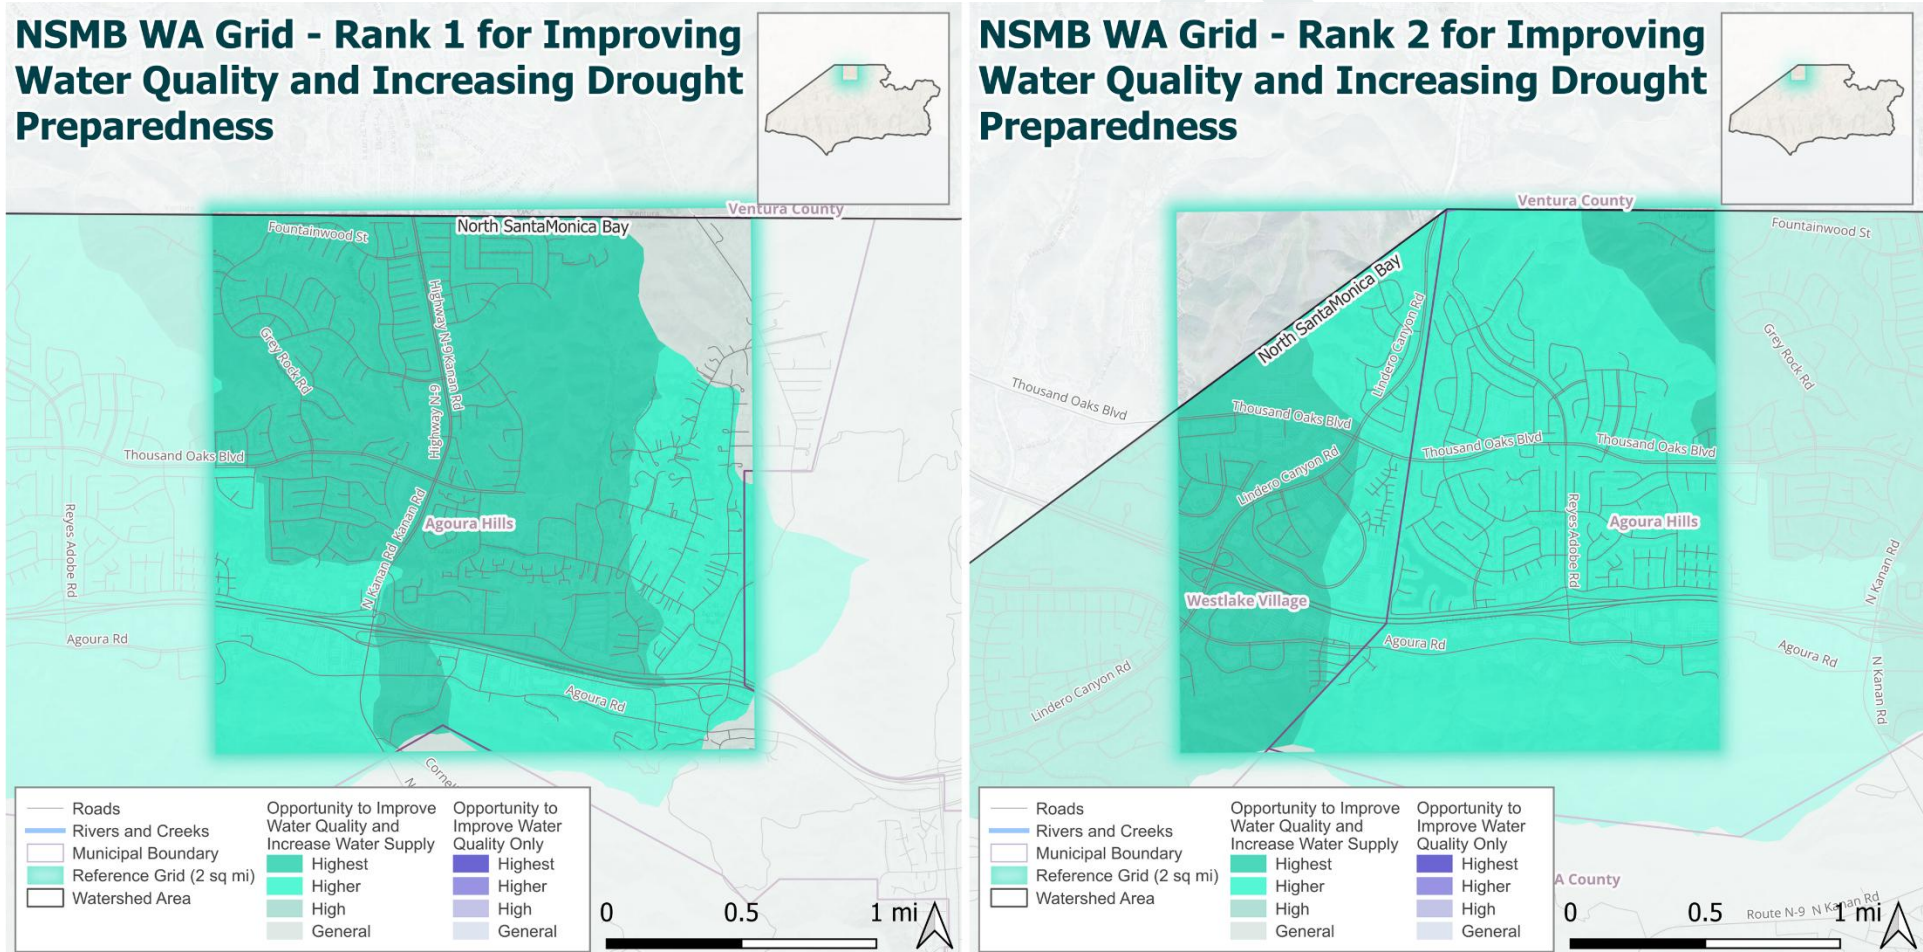 NSMB WA Grid - Rank 1 for Improving
Water Quality and Increasing Drought
Preparedness
Ventura County
North SantaMonica Bay
Fountainwood St
Highway N-9
Kanan Rd
Grey Rock Rd
Highway N-9
Thousand Oaks Blvd
Reyes Adobe Rd
Kanan Rd
Agoura Hills
N Kanan Rd
Agoura Rd
Agoura Rd
Roads
Rivers and Creeks
Municipal Boundary
Reference Grid (2 sq mi)
Watershed Area
Opportunity to Improve
Water Quality and
Increase Water Supply
Highest
Higher
High
General
Opportunity to
Improve Water
Quality Only
Highest
Higher
High
General
0 0.5 1 mi
NSMB WA Grid - Rank 2 for Improving
Water Quality and Increasing Drought
Preparedness
Ventura County
Fountainwood St
North SantaMonica Bay
Lindero Canyon Rd
Grey Rock Rd
Thousand Oaks Blvd
Thousand Oaks Blvd
Thousand Oaks Blvd
Thousand Oaks Blvd
Lindero Canyon Rd
Reyes Adobe Rd
Agoura Hills
N Kanan Rd
Westlake Village
Agoura Rd
Agoura Rd
Lindero Canyon Rd
N Kanan Rd
Roads
Rivers and Creeks
Municipal Boundary
Reference Grid (2 sq mi)
Watershed Area
Opportunity to Improve
Water Quality and
Increase Water Supply
Highest
Higher
High
General
Opportunity to
Improve Water
Quality Only
Highest
Higher
High
General
A County
Route N-9 N Kanan Rd
0 0.5 1 mi